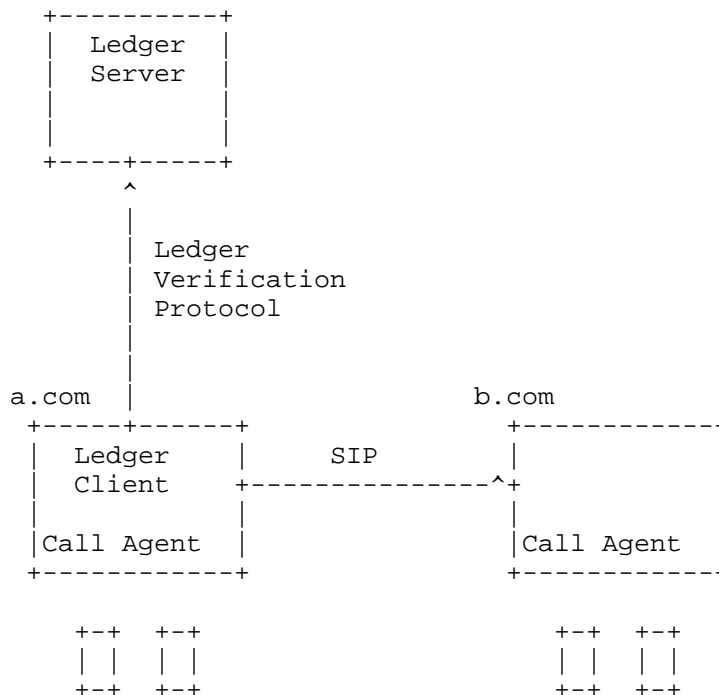 Ledger
Server
Ledger
Verification
Protocol
a.com
b.com
Ledger
Client
SIP
Call Agent
Call Agent